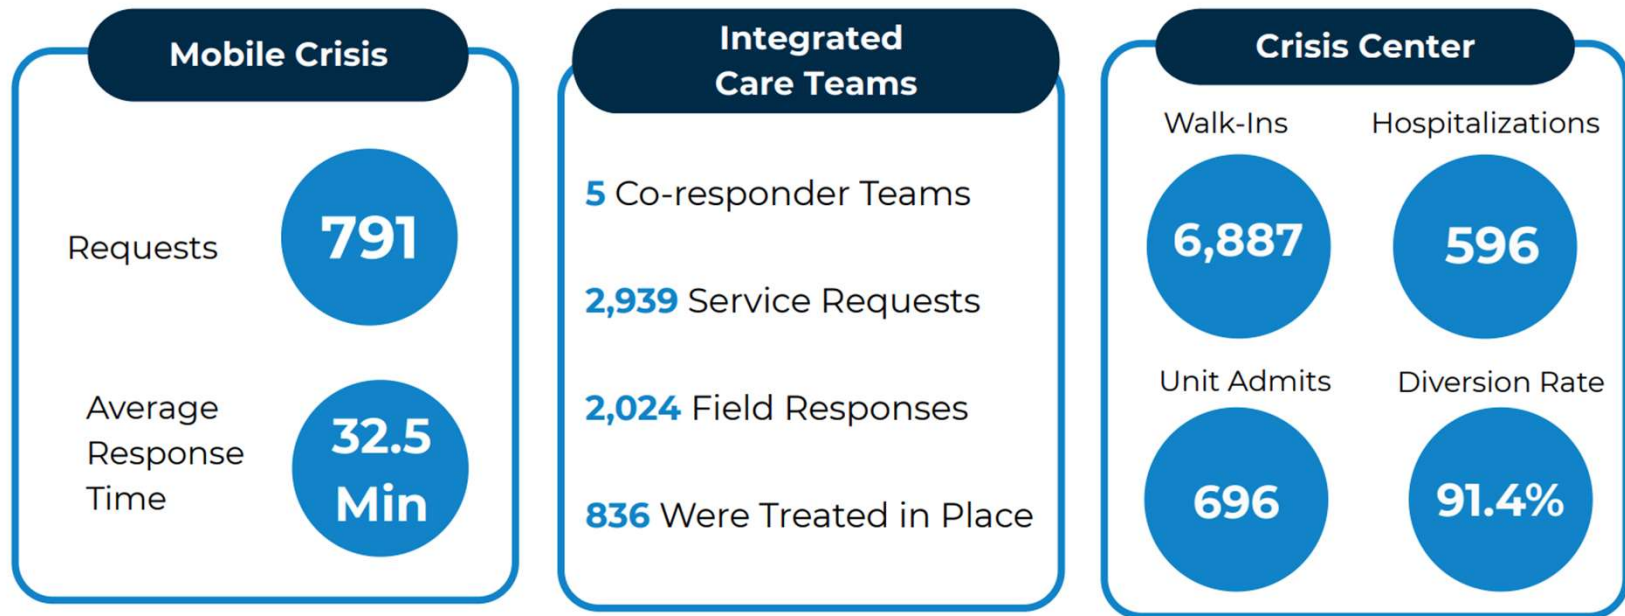 Mobile Crisis
Requests
791
Average
Response
Time
32.5
Min
Integrated
Care Teams
5 Co-responder Teams
2,939 Service Requests
2,024 Field Responses
836 Were Treated in Place
Crisis Center
Walk-Ins
6,887
Hospitalizations
596
Unit Admits
696
Diversion Rate
91.4%